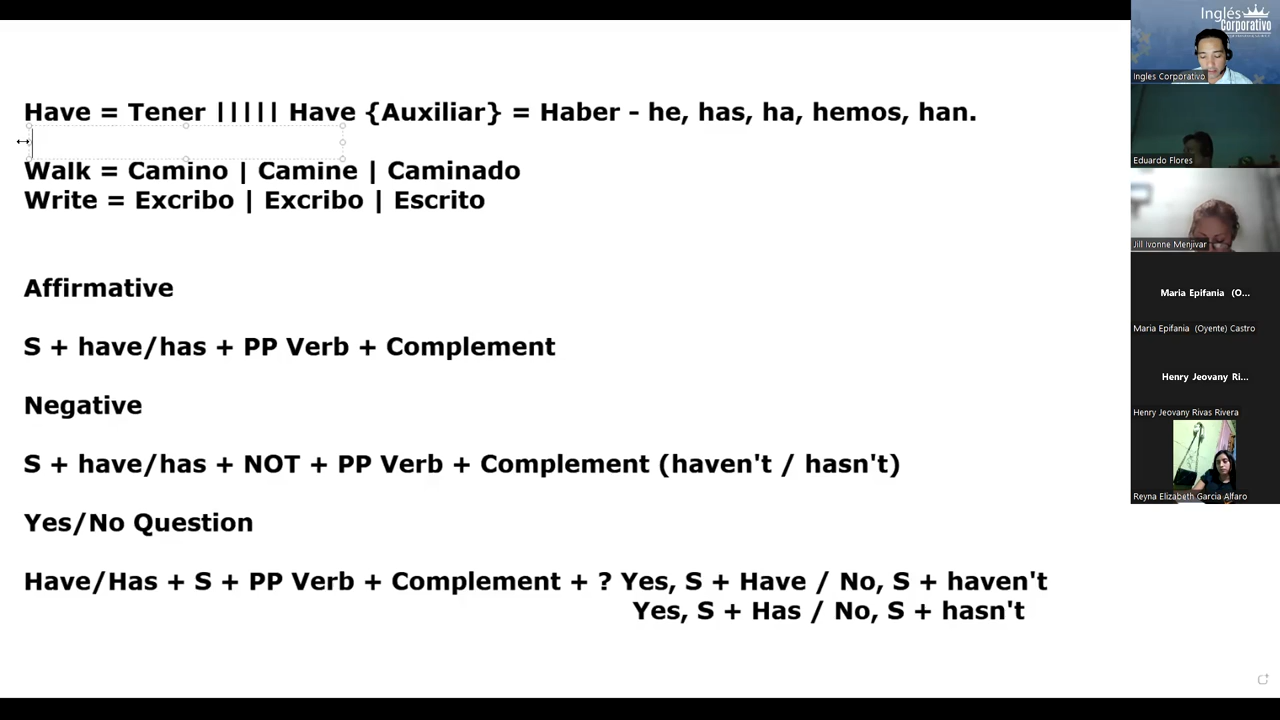 Have = Tener ||||| Have {Auxiliar} = Haber - he, has, ha, hemos, han.
Walk = Camino | Camine | Caminado
Write = Excribo | Excribo | Escrito
Affirmative
S + have/has + PP Verb + Complement
Negative
S + have/has + NOT + PP Verb + Complement (haven't / hasn't)
Yes/No Question
Have/Has + S + PP Verb + Complement + ? Yes, S + Have / No, S + haven't
Yes, S + Has / No, S + hasn't
Inglés
Corporativo
Ingles Corporativo
Eduardo Flores
Jill Ivonne Menjivar
Maria Epifania (O...
Maria Epifania (Oyente) Castro
Henry Jeovany Ri...
Henry Jeovany Rivas Rivera
Reyna Elizabeth Garcia Alfaro